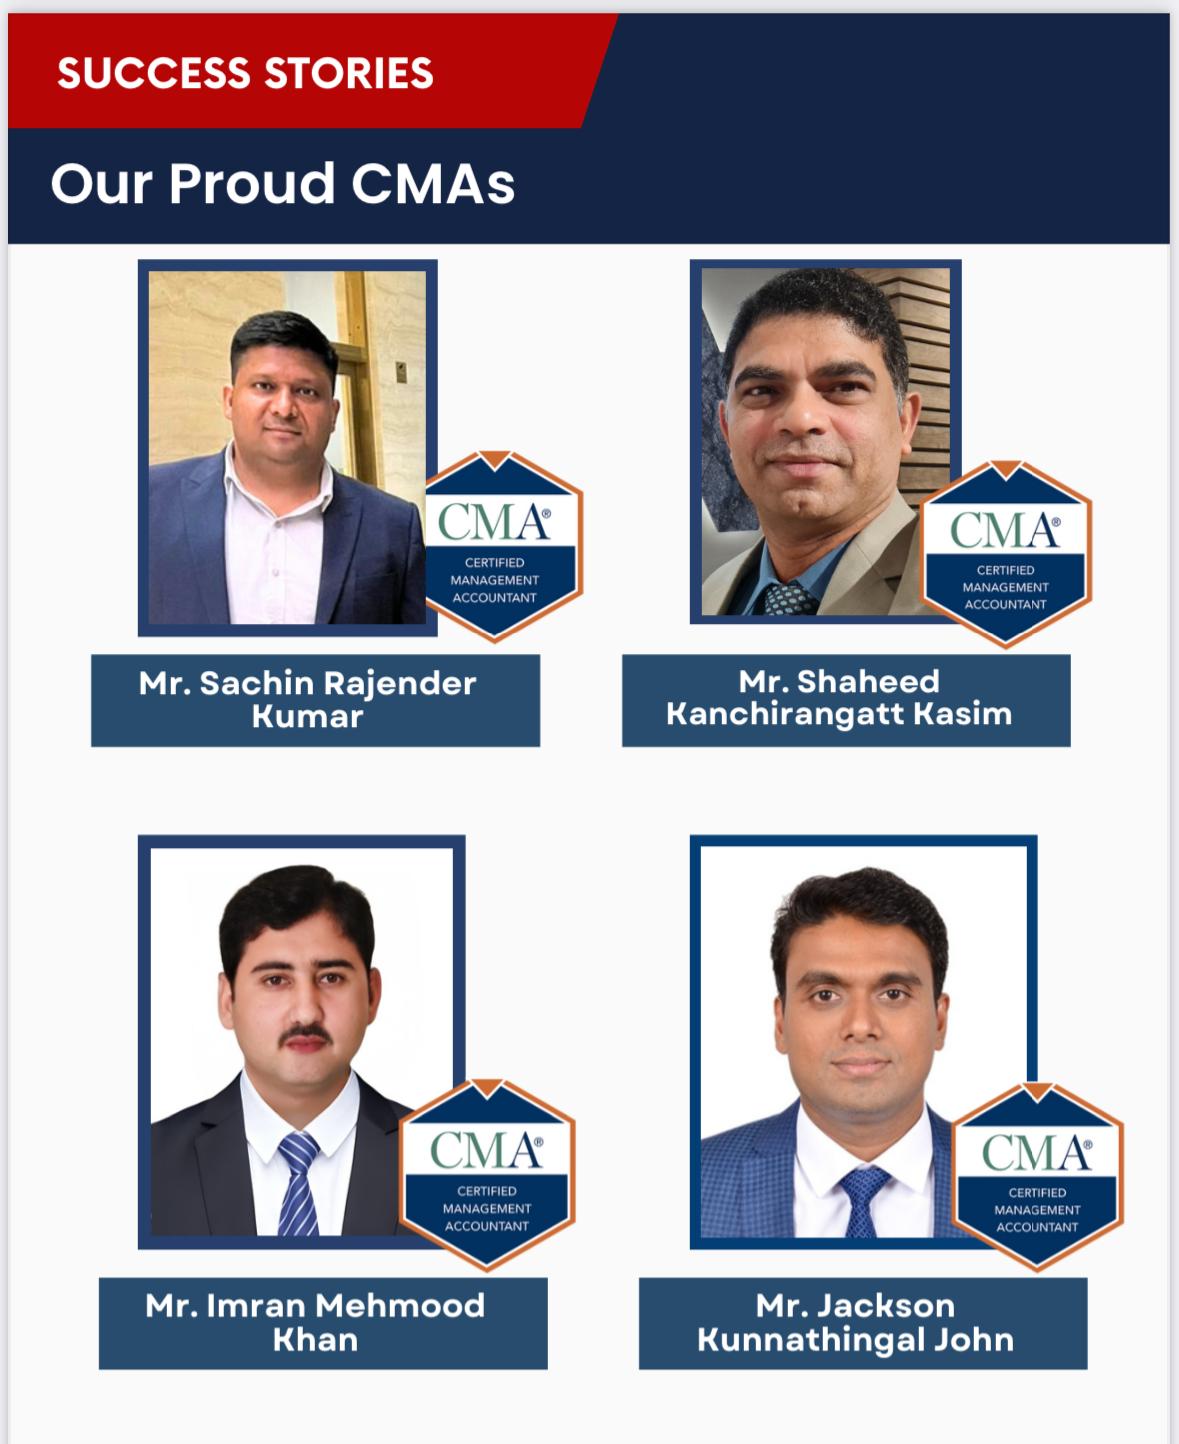 SUCCESS STORIES
Our Proud CMAs
CMA®
CERTIFIED
MANAGEMENT
ACCOUNTANT
Mr. Sachin Rajender
Kumar
CMA®
CERTIFIED
MANAGEMENT
ACCOUNTANT
Mr. Shaheed
Kanchirangatt Kasim
CMA®
CERTIFIED
MANAGEMENT
ACCOUNTANT
Mr. Imran Mehmood
Khan
CMA®
CERTIFIED
MANAGEMENT
ACCOUNTANT
Mr. Jackson
Kunnathingal John